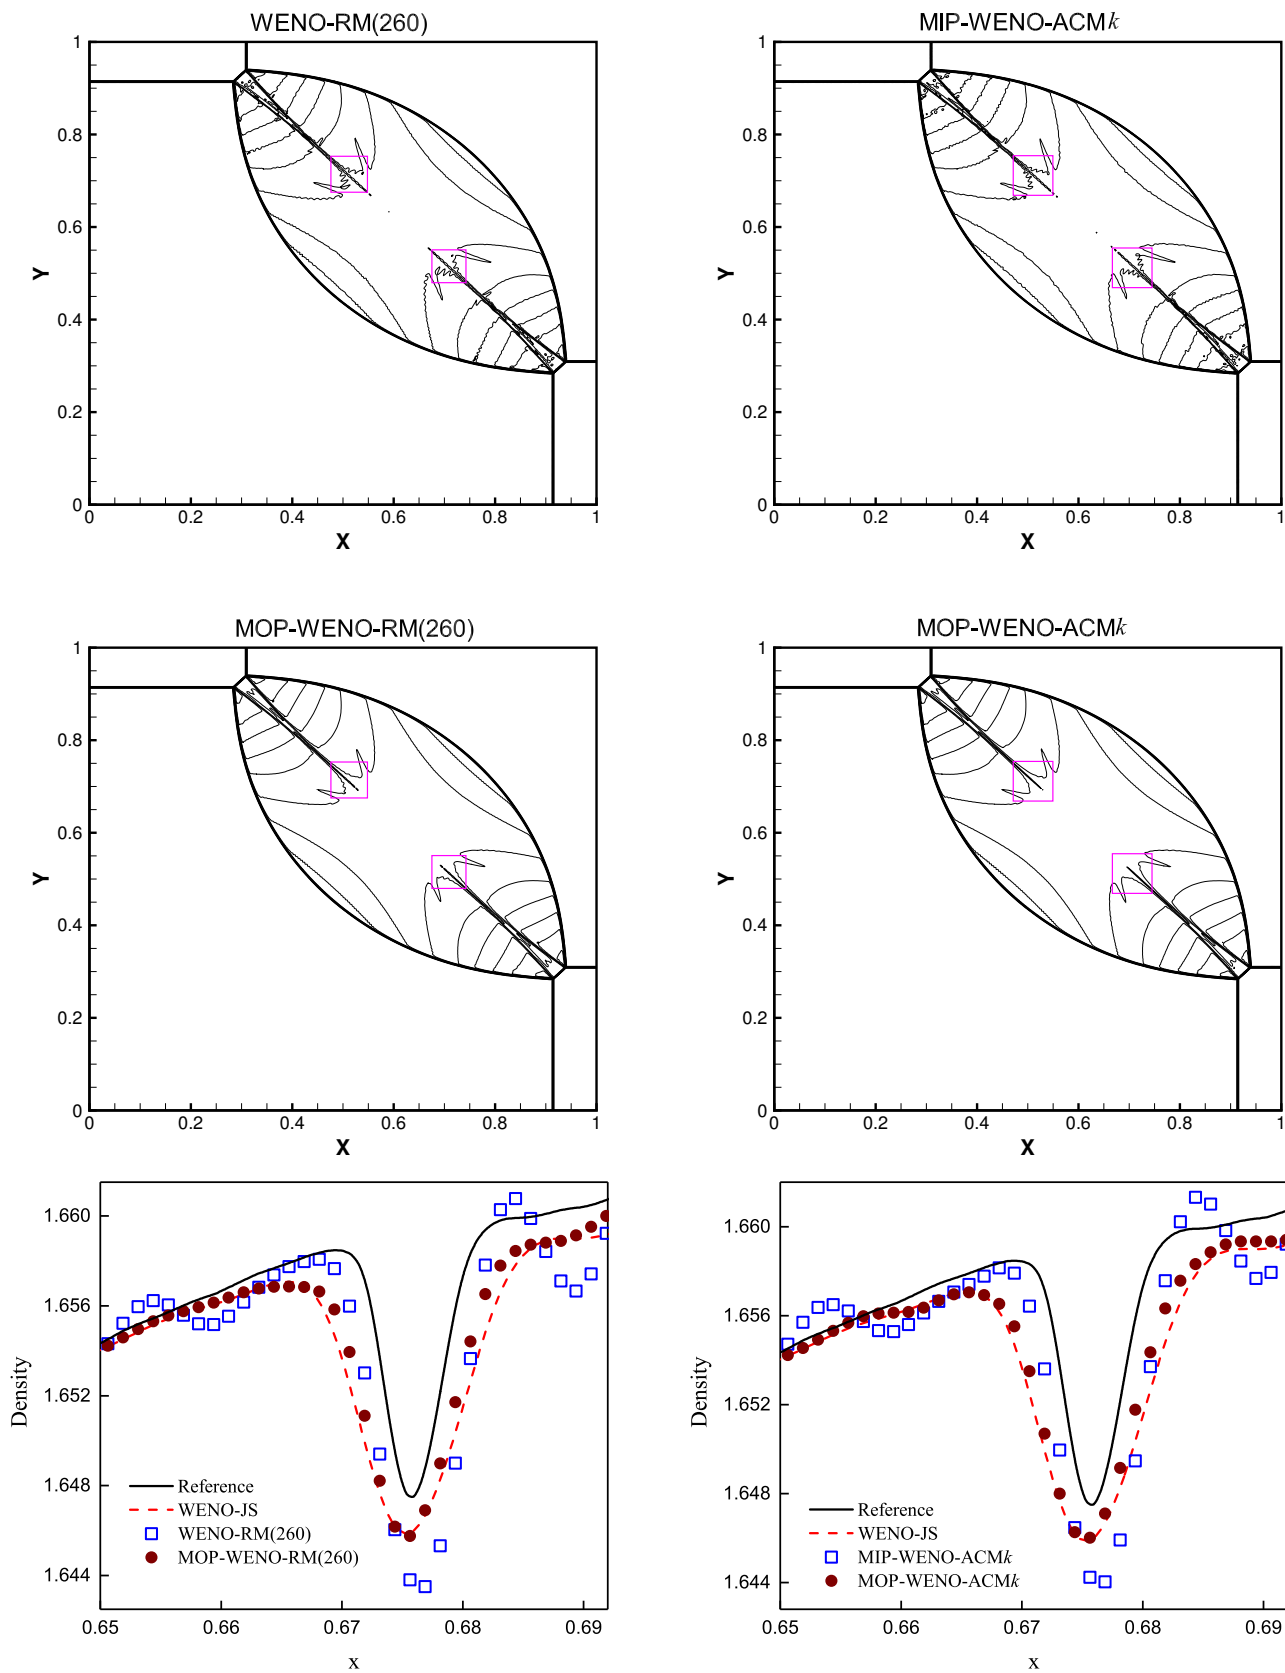 WENO-RM(260)
1
0.8
0.6
0.4
0.2
0
Y
0
0.2
0.4
0.6
0.8
1
X
MIP-WENO-ACMk
1
0.8
0.6
0.4
0.2
0
Y
0
0.2
0.4
0.6
0.8
1
X
MOP-WENO-RM(260)
1
0.8
0.6
0.4
0.2
0
Y
0
0.2
0.4
0.6
0.8
1
X
MOP-WENO-ACMk
1
0.8
0.6
0.4
0.2
0
Y
0
0.2
0.4
0.6
0.8
1
X
1.660
1.656
1.652
1.648
1.644
Density
Reference
WENO-JS
WENO-RM(260)
MOP-WENO-RM(260)
0.65
0.66
0.67
0.68
0.69
x
1.660
1.656
1.652
1.648
1.644
Density
Reference
WENO-JS
MIP-WENO-ACMk
MOP-WENO-ACMk
0.65
0.66
0.67
0.68
0.69
x